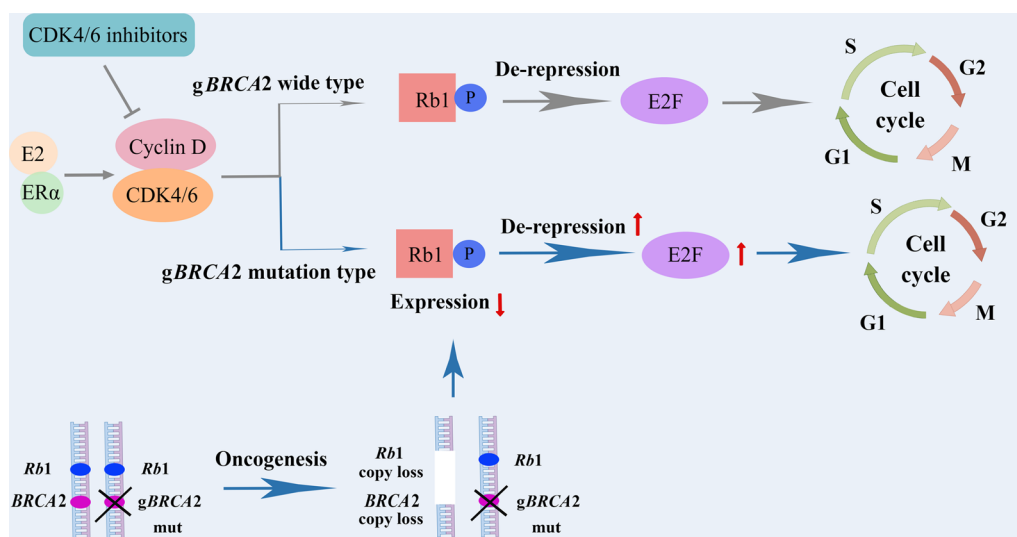 CDK4/6 inhibitors
E2
ERα
Cyclin D
CDK4/6
gBRCA2 wide type
Rb1
P
De-repression
E2F
S
G2
Cell
cycle
G1
M
gBRCA2 mutation type
Rb1
P
Expression
De-repression
E2F
S
G2
Cell
cycle
G1
M
Rb1
BRCA2
Rb1
gBRCA2
mut
Oncogenesis
Rb1
copy loss
BRCA2
copy loss
Rb1
gBRCA2
mut